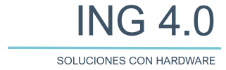 ING 4.0
SOLUCIONES CON HARDWARE